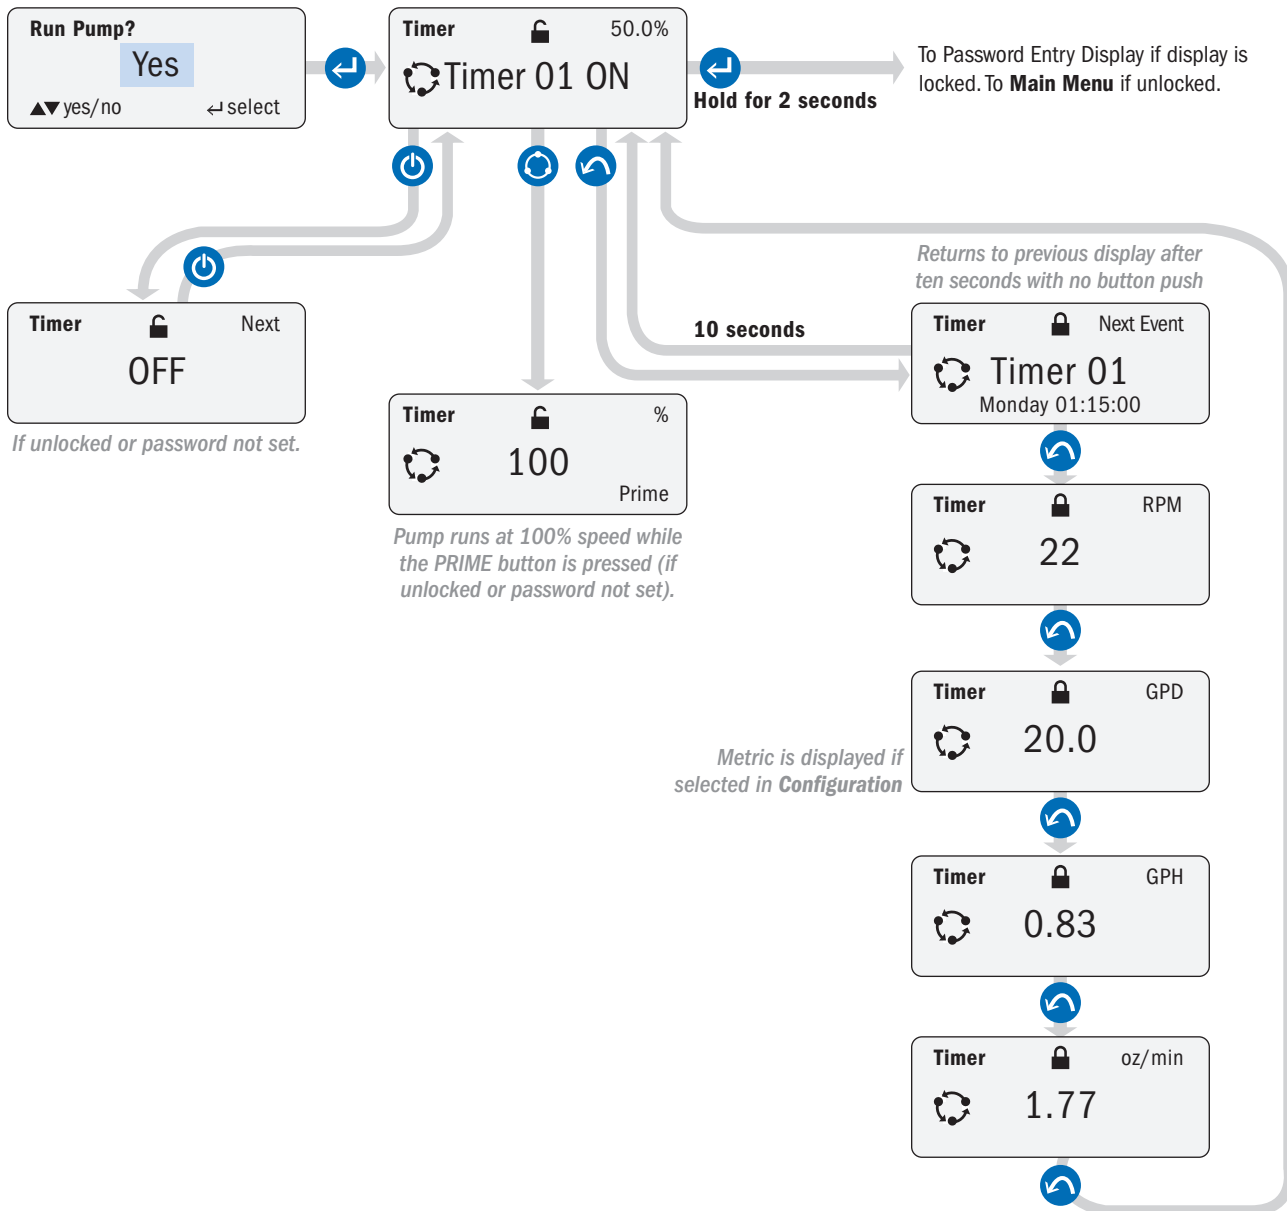 Run Pump?
Yes
▲▼ yes/no ↵ select
Timer 50.0%
Timer 01 ON
Hold for 2 seconds
To Password Entry Display if display is
locked. To Main Menu if unlocked.
Timer Next
OFF
If unlocked or password not set.
Timer %
100
Prime
Pump runs at 100% speed while
the PRIME button is pressed (if
unlocked or password not set).
10 seconds
Returns to previous display after
ten seconds with no button push
Timer Next Event
Timer 01
Monday 01:15:00
Timer RPM
22
Timer GPD
20.0
Metric is displayed if
selected in Configuration
Timer GPH
0.83
Timer oz/min
1.77